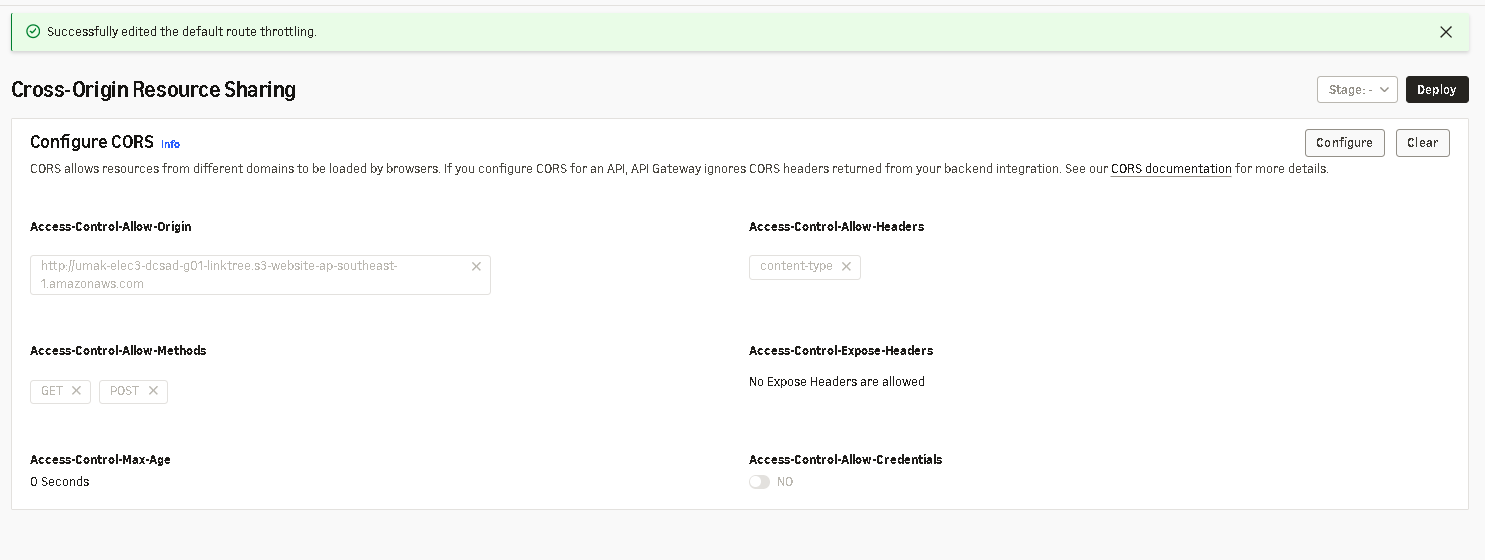 Successfully edited the default route throttling.
Cross-Origin Resource Sharing
Stage: -
Deploy
Configure CORS Info
Configure
Clear
CORS allows resources from different domains to be loaded by browsers. If you configure CORS for an API, API Gateway ignores CORS headers returned from your backend integration. See our CORS documentation for more details.
Access-Control-Allow-Origin
http://umak-elec3-dcsad-g01-linktree.s3-website-ap-southeast-
1.amazonaws.com
Access-Control-Allow-Headers
content-type
Access-Control-Allow-Methods
GET
POST
Access-Control-Expose-Headers
No Expose Headers are allowed
Access-Control-Max-Age
0 Seconds
Access-Control-Allow-Credentials
NO